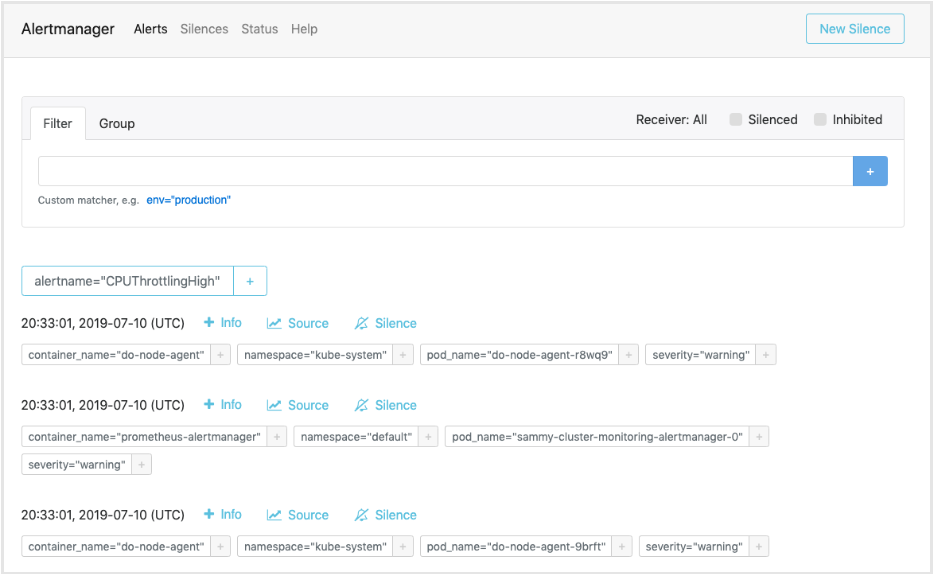 Alertmanager Alerts Silences Status Help New Silence
Filter Group Receiver: All Silenced Inhibited
+
Custom matcher, e.g. env="production"
alertname="CPUThrottlingHigh" +
20:33:01, 2019-07-10 (UTC) + Info Source Silence
container_name="do-node-agent" + namespace="kube-system" + pod_name="do-node-agent-r8wq9" + severity="warning" +
20:33:01, 2019-07-10 (UTC) + Info Source Silence
container_name="prometheus-alertmanager" + namespace="default" + pod_name="sammy-cluster-monitoring-alertmanager-0" +
severity="warning" +
20:33:01, 2019-07-10 (UTC) + Info Source Silence
container_name="do-node-agent" + namespace="kube-system" + pod_name="do-node-agent-9brft" + severity="warning" +